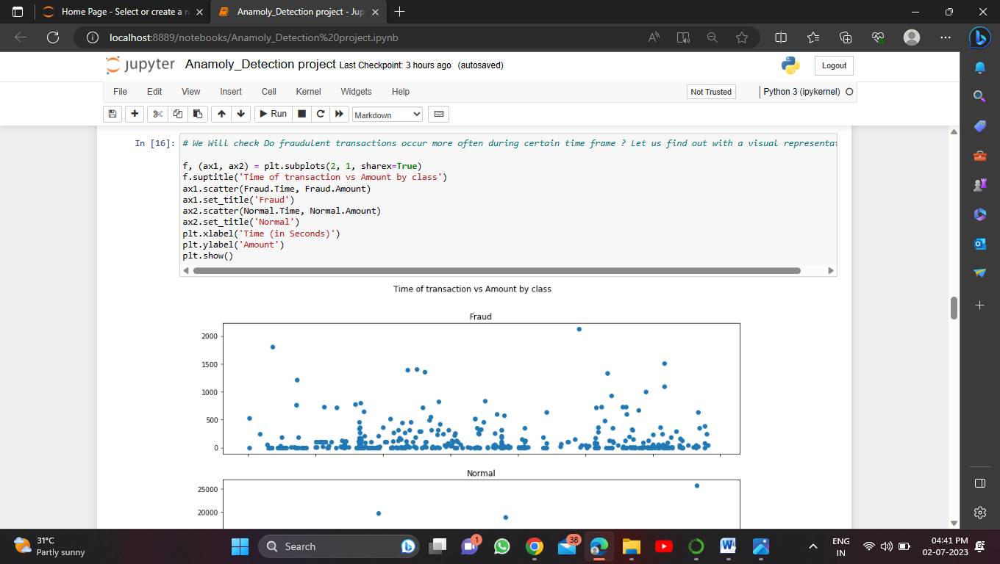 Home Page - Select or create a n
Anamoly_Detection project - Jup
localhost:8889/notebooks/Anamoly_Detection%20project.ipynb
jupyter Anamoly_Detection project Last Checkpoint: 3 hours ago (autosaved)
Logout
File Edit View Insert Cell Kernel Widgets Help
Not Trusted
Python 3 (ipykernel)
Run
Markdown
In [16]: # We Will check Do fraudulent transactions occur more often during certain time frame ? Let us find out with a visual representat
f, (ax1, ax2) = plt.subplots(2, 1, sharex=True)
f.suptitle('Time of transaction vs Amount by class')
ax1.scatter(Fraud.Time, Fraud.Amount)
ax1.set_title('Fraud')
ax2.scatter(Normal.Time, Normal.Amount)
ax2.set_title('Normal')
plt.xlabel('Time (in Seconds)')
plt.ylabel('Amount')
plt.show()
Time of transaction vs Amount by class
Fraud
2000
1500
1000
500
0
Normal
25000
20000
31°C
Partly sunny
Search
1
38
ENG
IN
04:41 PM
02-07-2023